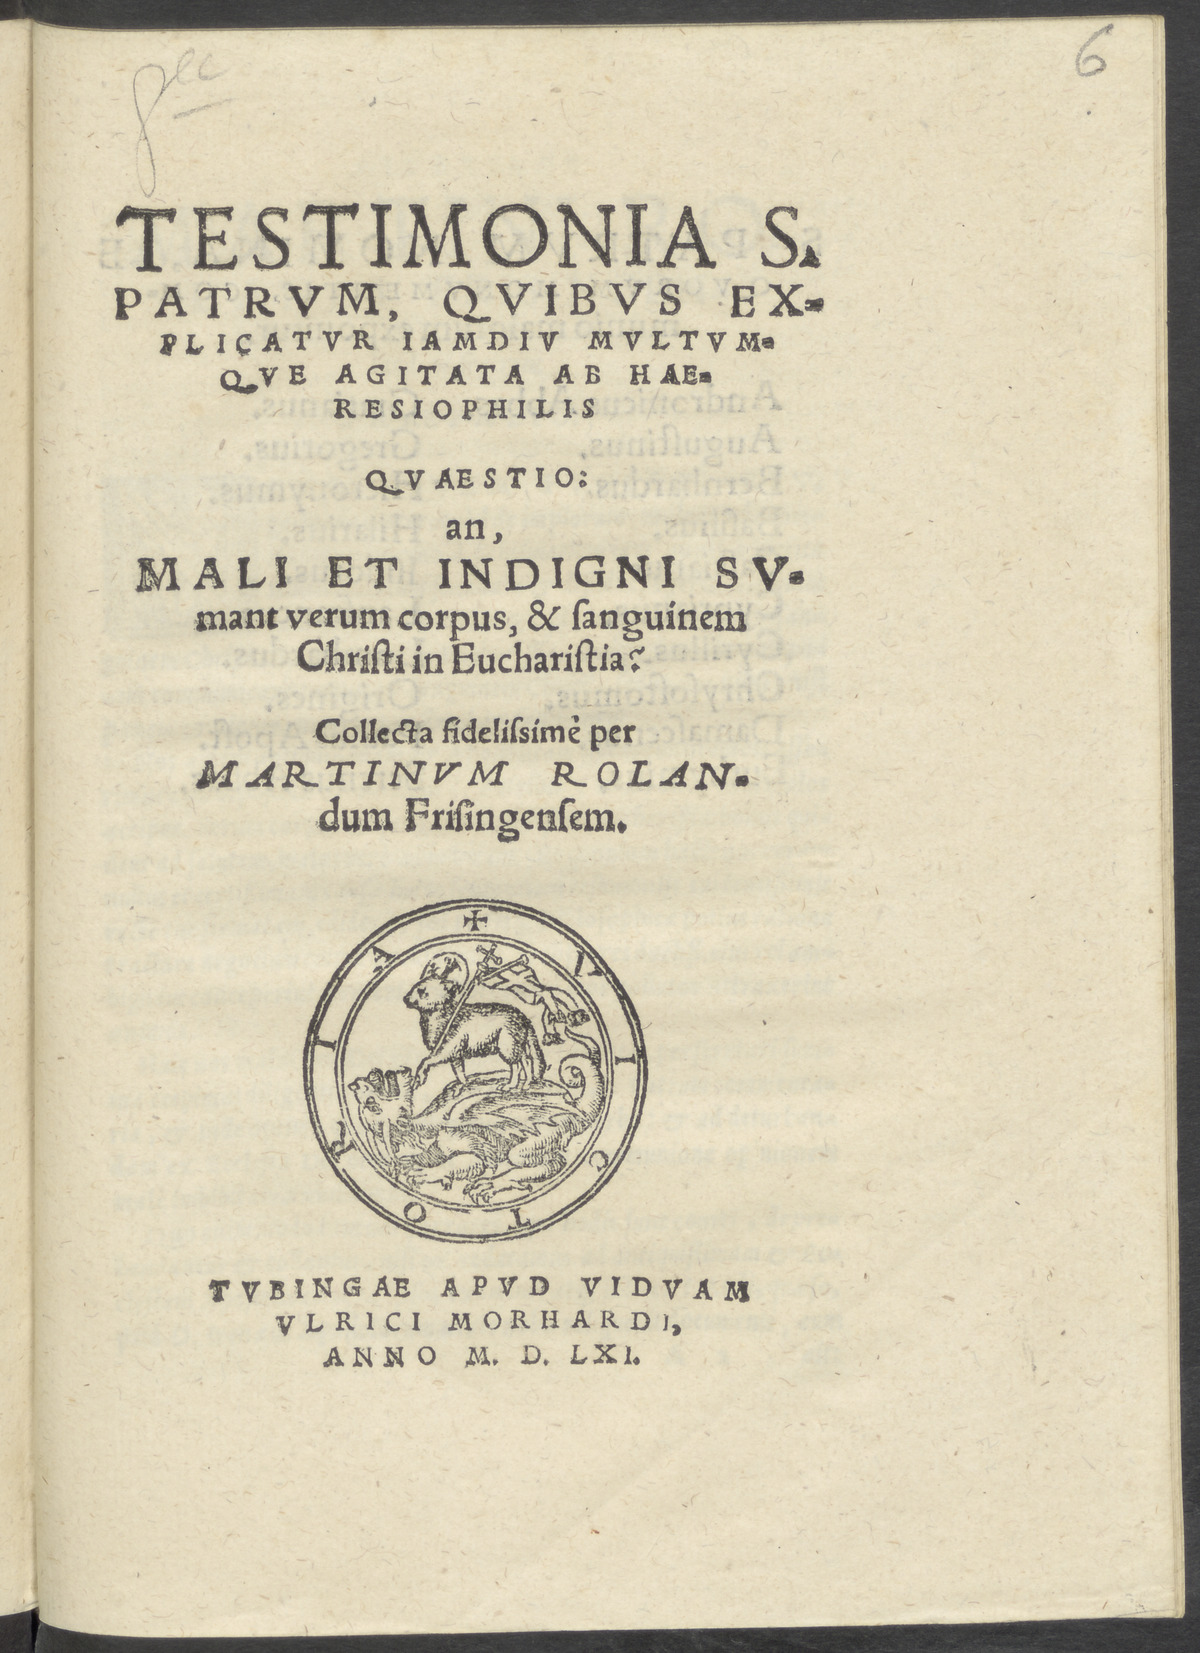 6
TESTIMONIA S.
PATRVM, QVIBVS EX-
PLICATVR IAMDIV MVLTVM-
QVE AGITATA AB HAE-
RESIOPHILIS
QVAESTIO:
an,
MALI ET INDIGNI SV-
mant verum corpus, & ſanguinem
Chriſti in Euchariſtia?
Collecta fideliſsimè per
MARTINVM ROLAN-
dum Friſingenſem.
✠ VICTORIA
TVBINGAE APVD VIDVAM
VLRICI MORHARDI,
ANNO M. D. LXI.